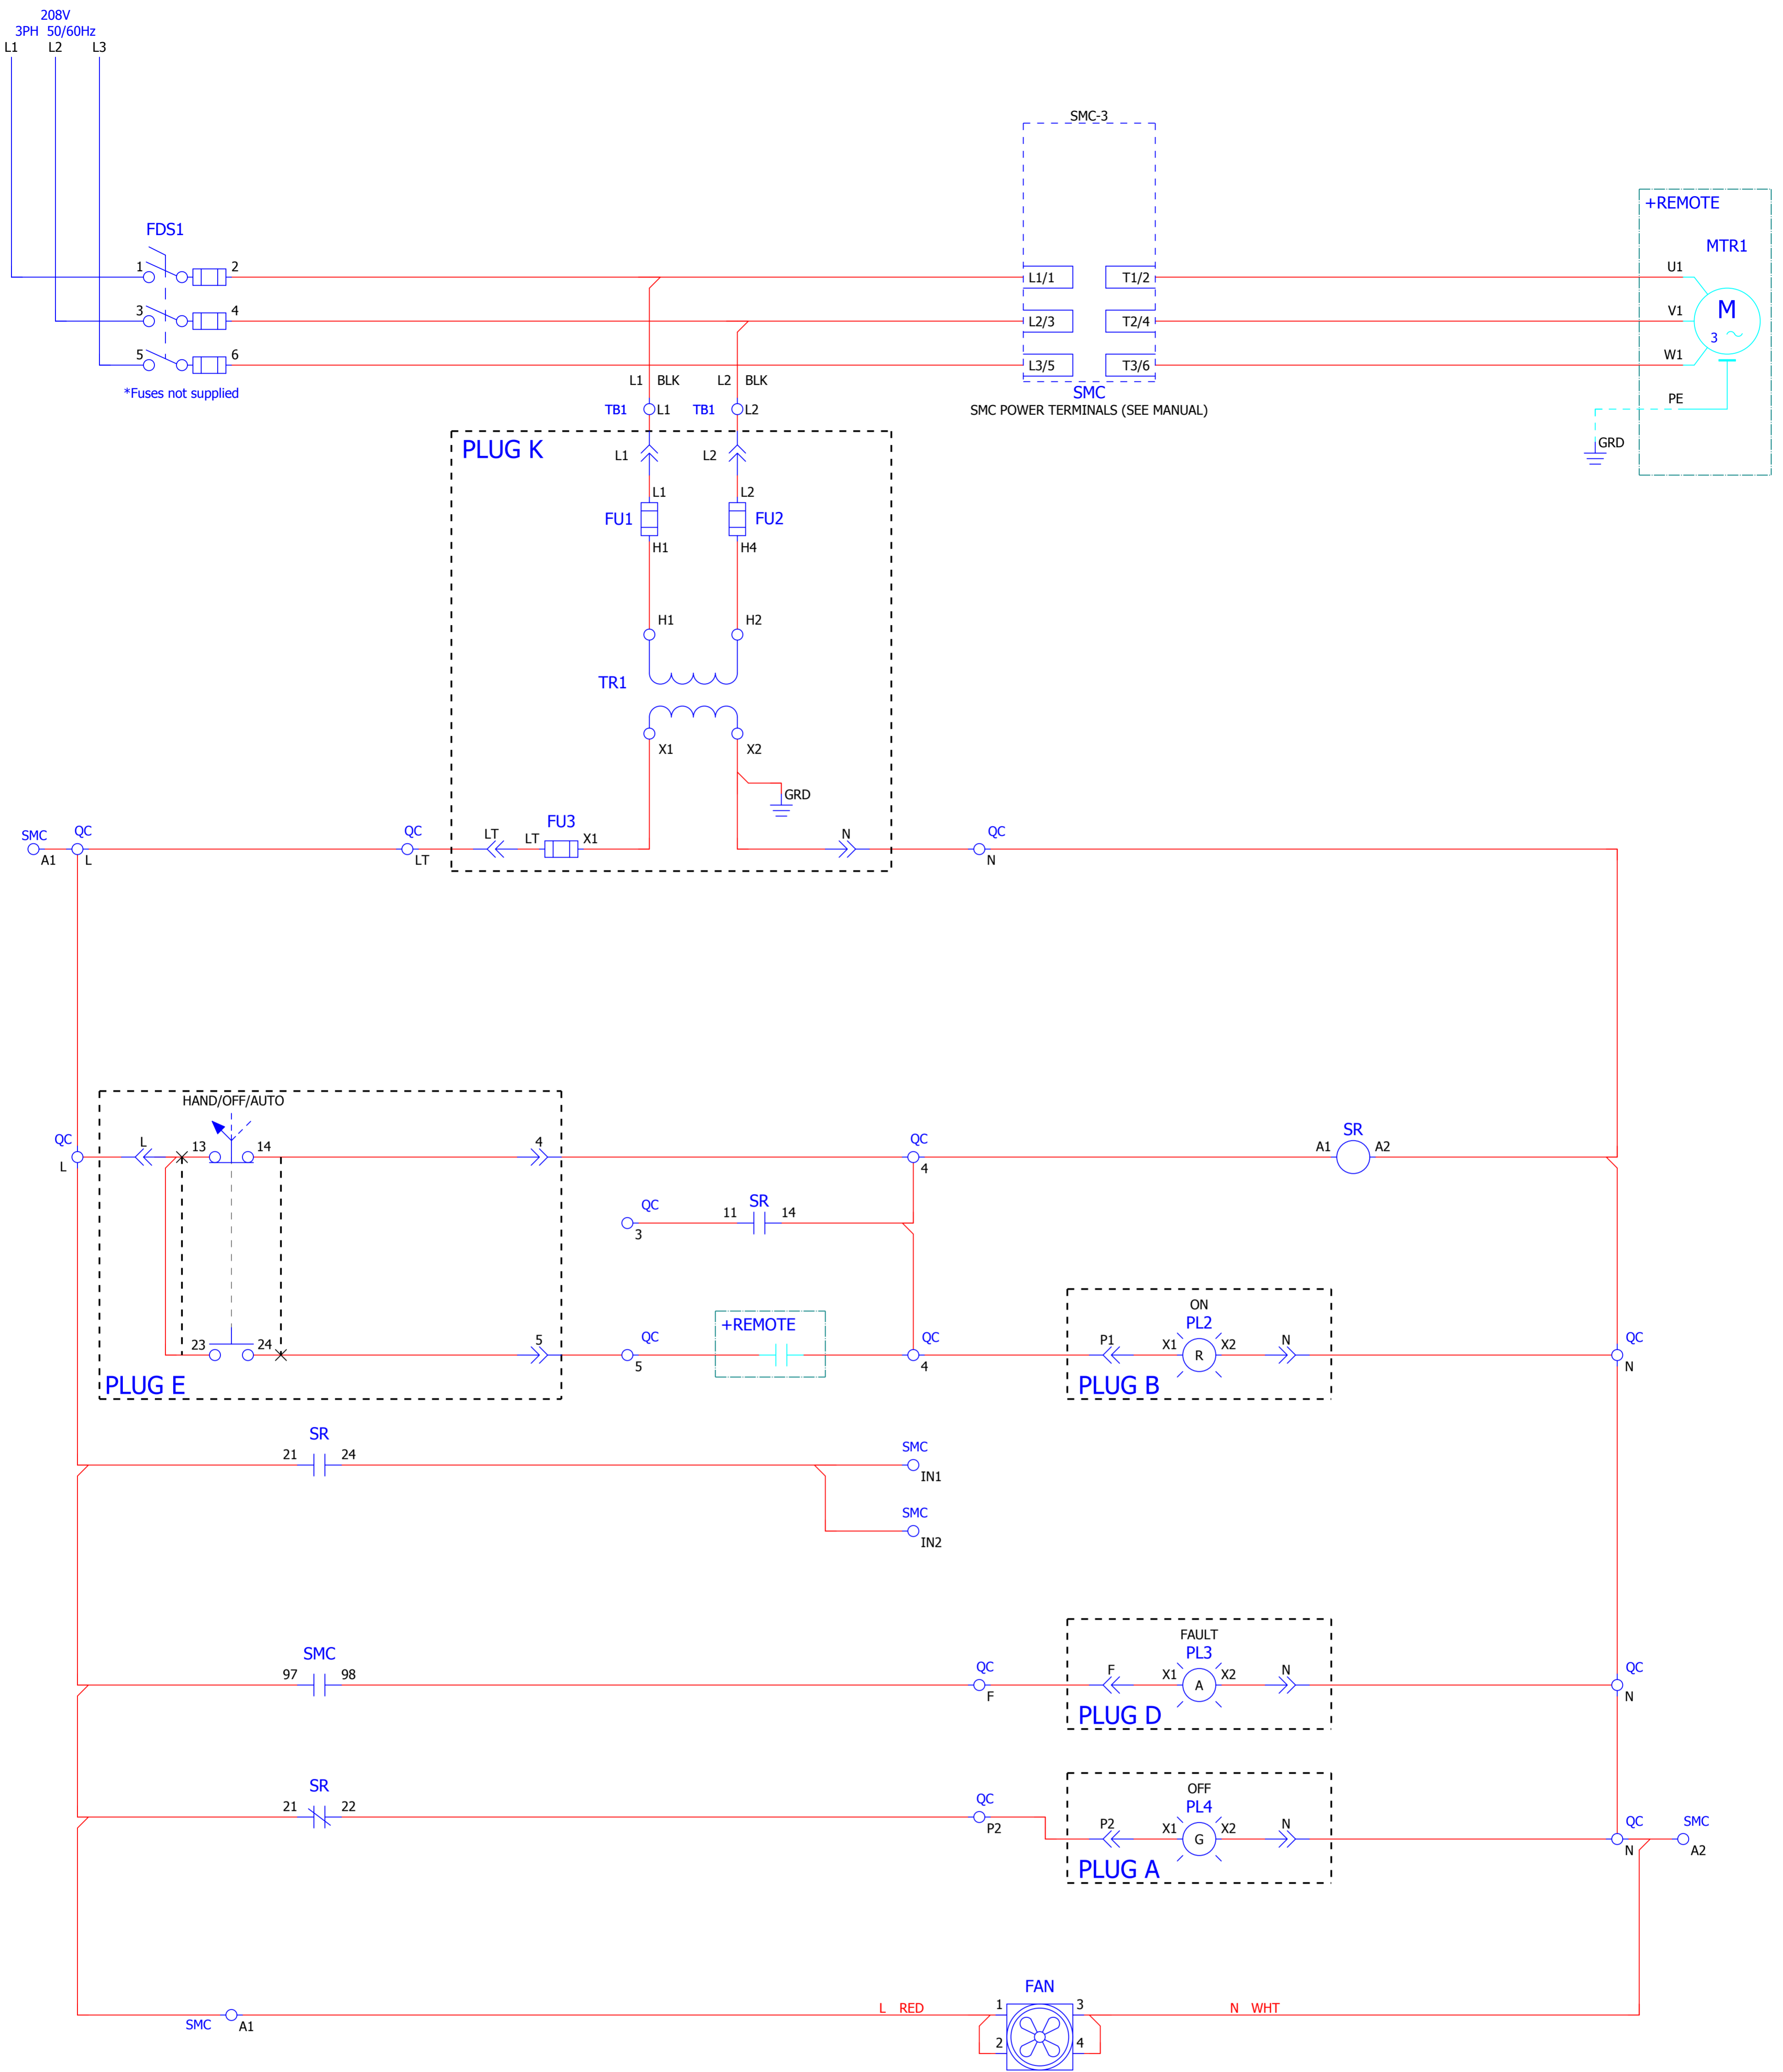 208V
3PH 50/60Hz
L1 L2 L3
SMC-3
+REMOTE
MTR1
FDS1
1 2 L1/1 T1/2 U1
3 4 L2/3 T2/4 V1
M
3
5 6 L3/5 T3/6 W1
*Fuses not supplied
SMC
SMC POWER TERMINALS (SEE MANUAL)
L1 BLK L2 BLK
TB1 L1 TB1 L2
PE
GRD
PLUG K
L1 L2
L1 L2
FU1 FU2
H1 H4
H1 H2
TR1
X1 X2
GRD
FU3
SMC QC QC LT LT X1 N QC
A1 L LT N
HAND/OFF/AUTO
QC L 13 14 4 QC A1 SR A2
L 4
QC 11 SR 14
3
+REMOTE
ON
PL2
23 24 5 QC QC P1 X1 R X2 N QC
5 4 N
PLUG E PLUG B
SR
21 24 SMC
IN1
SMC
IN2
FAULT
PL3
SMC
97 98 QC F X1 A X2 N QC
F N
PLUG D
OFF
PL4
SR
21 22 QC P2 X1 G X2 N QC SMC
P2 N A2
PLUG A
FAN
L RED 1 3 N WHT
SMC A1
2 4